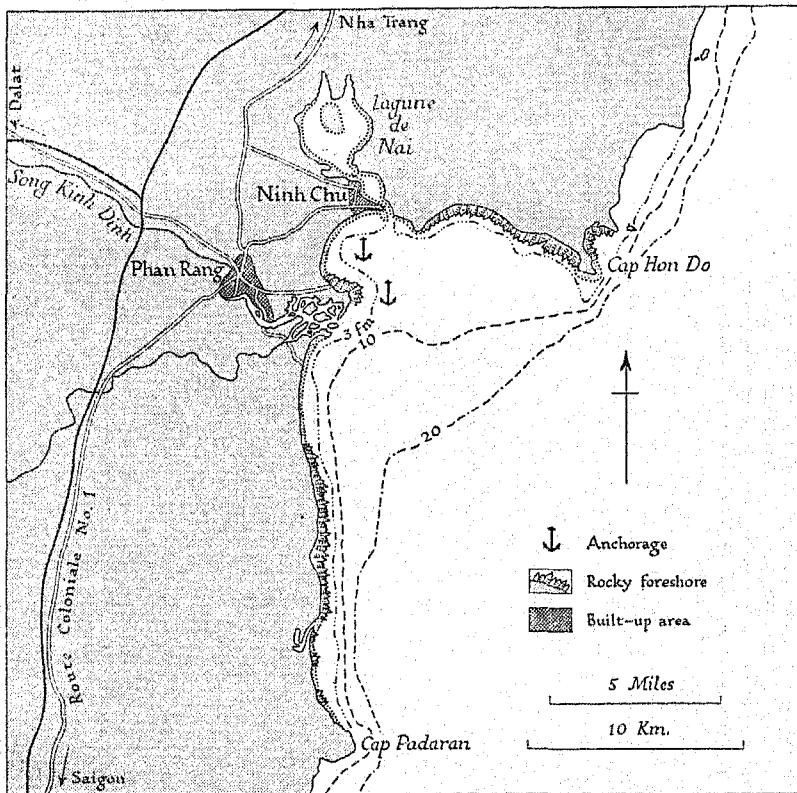 Nha Trang
Dalat
Lagune
de
Nai
Song Kinh Dinh
Ninh Chu
Phan Rang
Cap Hon Do
3 fm
10
20
Anchorage
Rocky foreshore
Built-up area
5 Miles
10 Km.
Route Coloniale No. 1
Cap Padaran
Saigon